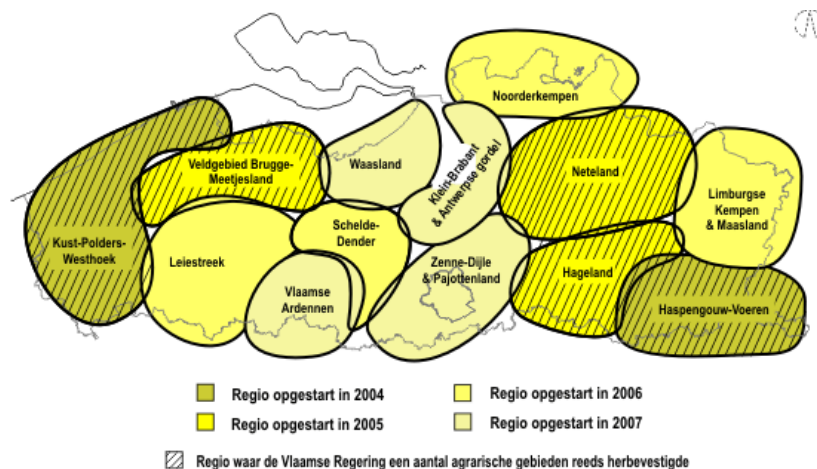 Noorderkempen
Veldgebied Brugge-
Meetjesland
Waasland
Klein-Brabant
& Antwerpse gordel
Neteland
Limburgse
Kempen
& Maasland
Kust-Polders-
Westhoek
Leiestreek
Schelde-
Dender
Zenne-Dijle
& Pajottenland
Hageland
Vlaamse
Ardennen
Haspengouw-Voeren
Regio opgestart in 2004
Regio opgestart in 2006
Regio opgestart in 2005
Regio opgestart in 2007
Regio waar de Vlaamse Regering een aantal agrarische gebieden reeds herbevestigde